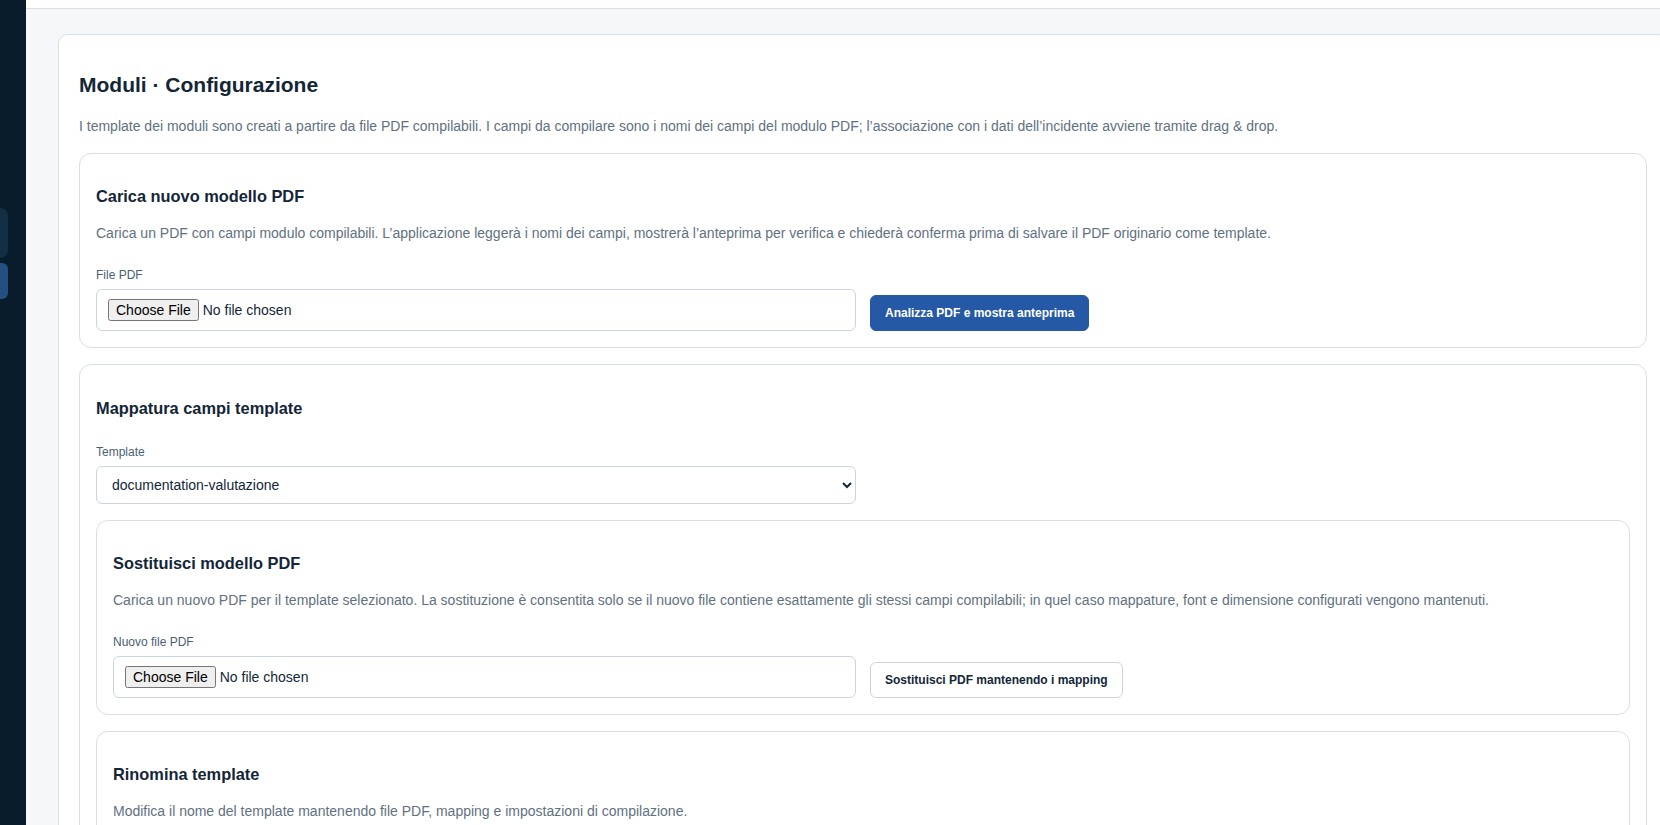 Moduli · Configurazione
I template dei moduli sono creati a partire da file PDF compilabili. I campi da compilare sono i nomi dei campi del modulo PDF; l’associazione con i dati dell’incidente avviene tramite drag & drop.
Carica nuovo modello PDF
Carica un PDF con campi modulo compilabili. L’applicazione leggerà i nomi dei campi, mostrerà l’anteprima per verifica e chiederà conferma prima di salvare il PDF originario come template.
File PDF
Choose File No file chosen
Analizza PDF e mostra anteprima
Mappatura campi template
Template
documentation-valutazione
Sostituisci modello PDF
Carica un nuovo PDF per il template selezionato. La sostituzione è consentita solo se il nuovo file contiene esattamente gli stessi campi compilabili; in quel caso mappature, font e dimensione configurati vengono mantenuti.
Nuovo file PDF
Choose File No file chosen
Sostituisci PDF mantenendo i mapping
Rinomina template
Modifica il nome del template mantenendo file PDF, mapping e impostazioni di compilazione.